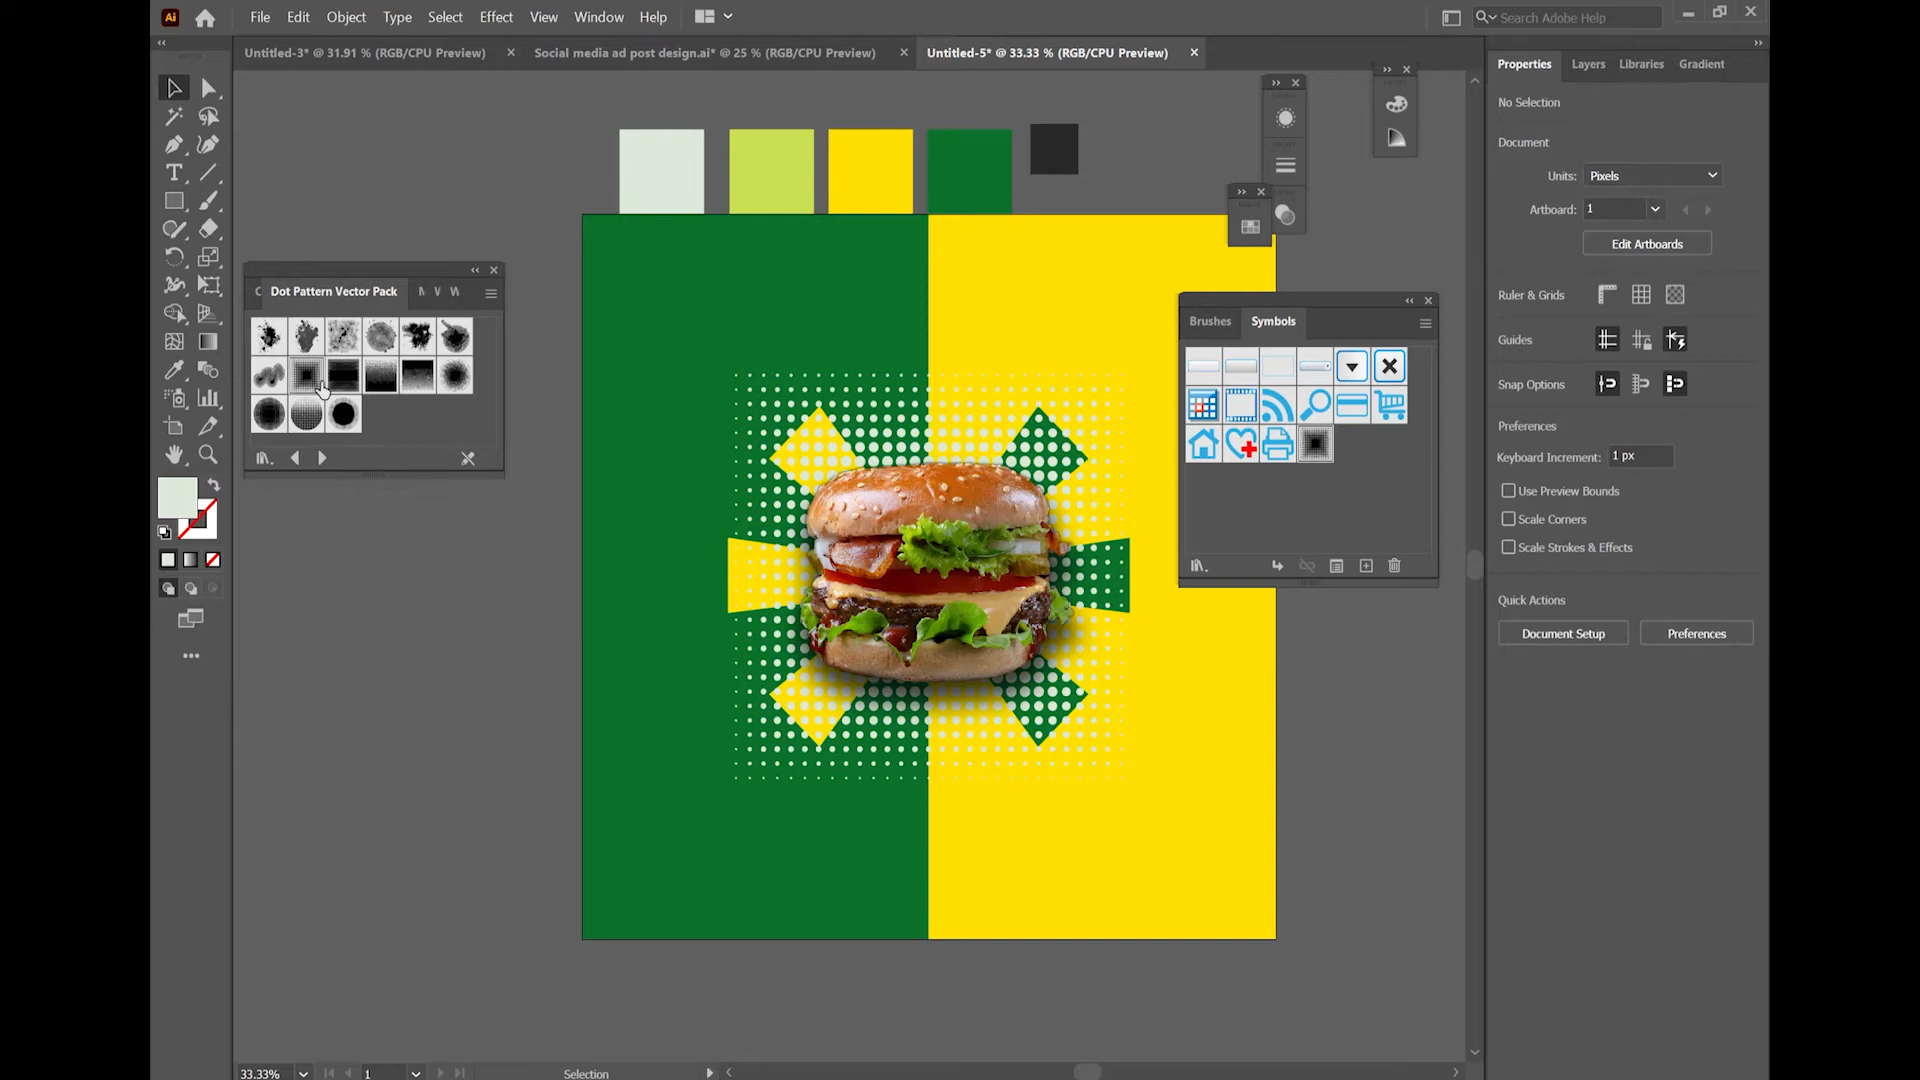 Ai
File Edit Object Type Select Effect View Window Help
Search Adobe Help
Untitled-3* @ 31.91 % (RGB/CPU Preview)
Social media ad post design.ai* @ 25 % (RGB/CPU Preview)
Untitled-5* @ 33.33 % (RGB/CPU Preview)
Properties Layers Libraries Gradient
No Selection
Document
Units: Pixels
Artboard: 1
Edit Artboards
Dot Pattern Vector Pack
Ruler & Grids
Brushes Symbols
Guides
Snap Options
Preferences
Keyboard Increment: 1 px
Use Preview Bounds
Scale Corners
Scale Strokes & Effects
Quick Actions
Document Setup Preferences
33.33% 1 Selection